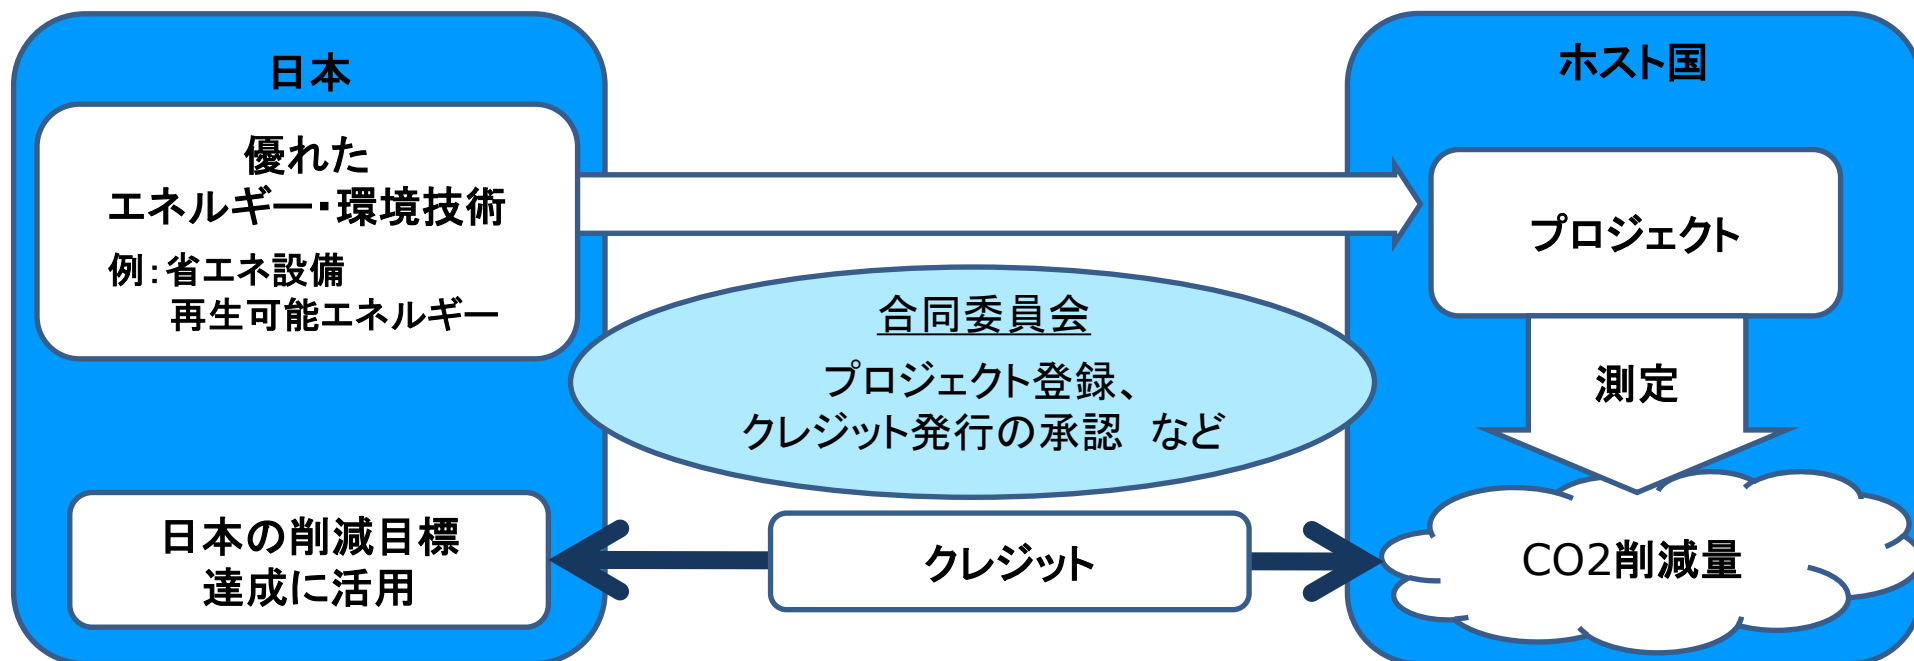 日本
優れた
エネルギー・環境技術
例：省エネ設備
再生可能エネルギー
ホスト国
プロジェクト
合同委員会
プロジェクト登録、
クレジット発行の承認　など
測定
日本の削減目標
達成に活用
クレジット
CO2削減量